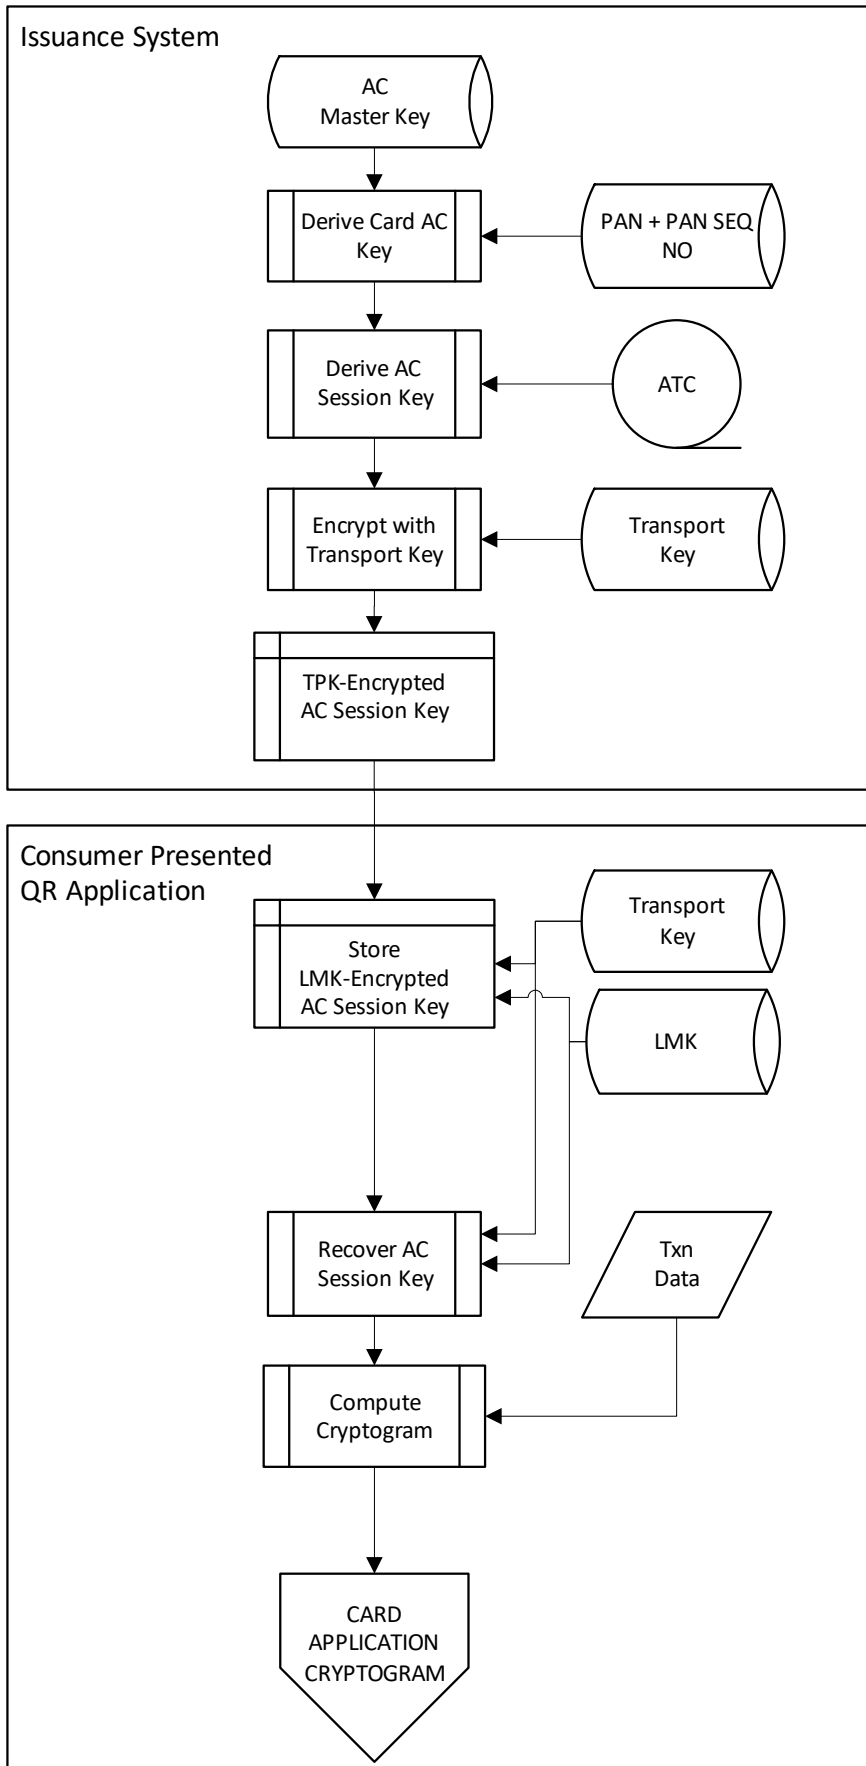 Issuance System
AC
Master Key
Derive Card AC
Key
PAN + PAN SEQ
NO
Derive AC
Session Key
ATC
Encrypt with
Transport Key
Transport
Key
TPK-Encrypted
AC Session Key
Consumer Presented
QR Application
Transport
Key
Store
LMK-Encrypted
AC Session Key
LMK
Recover AC
Session Key
Txn
Data
Compute
Cryptogram
CARD
APPLICATION
CRYPTOGRAM